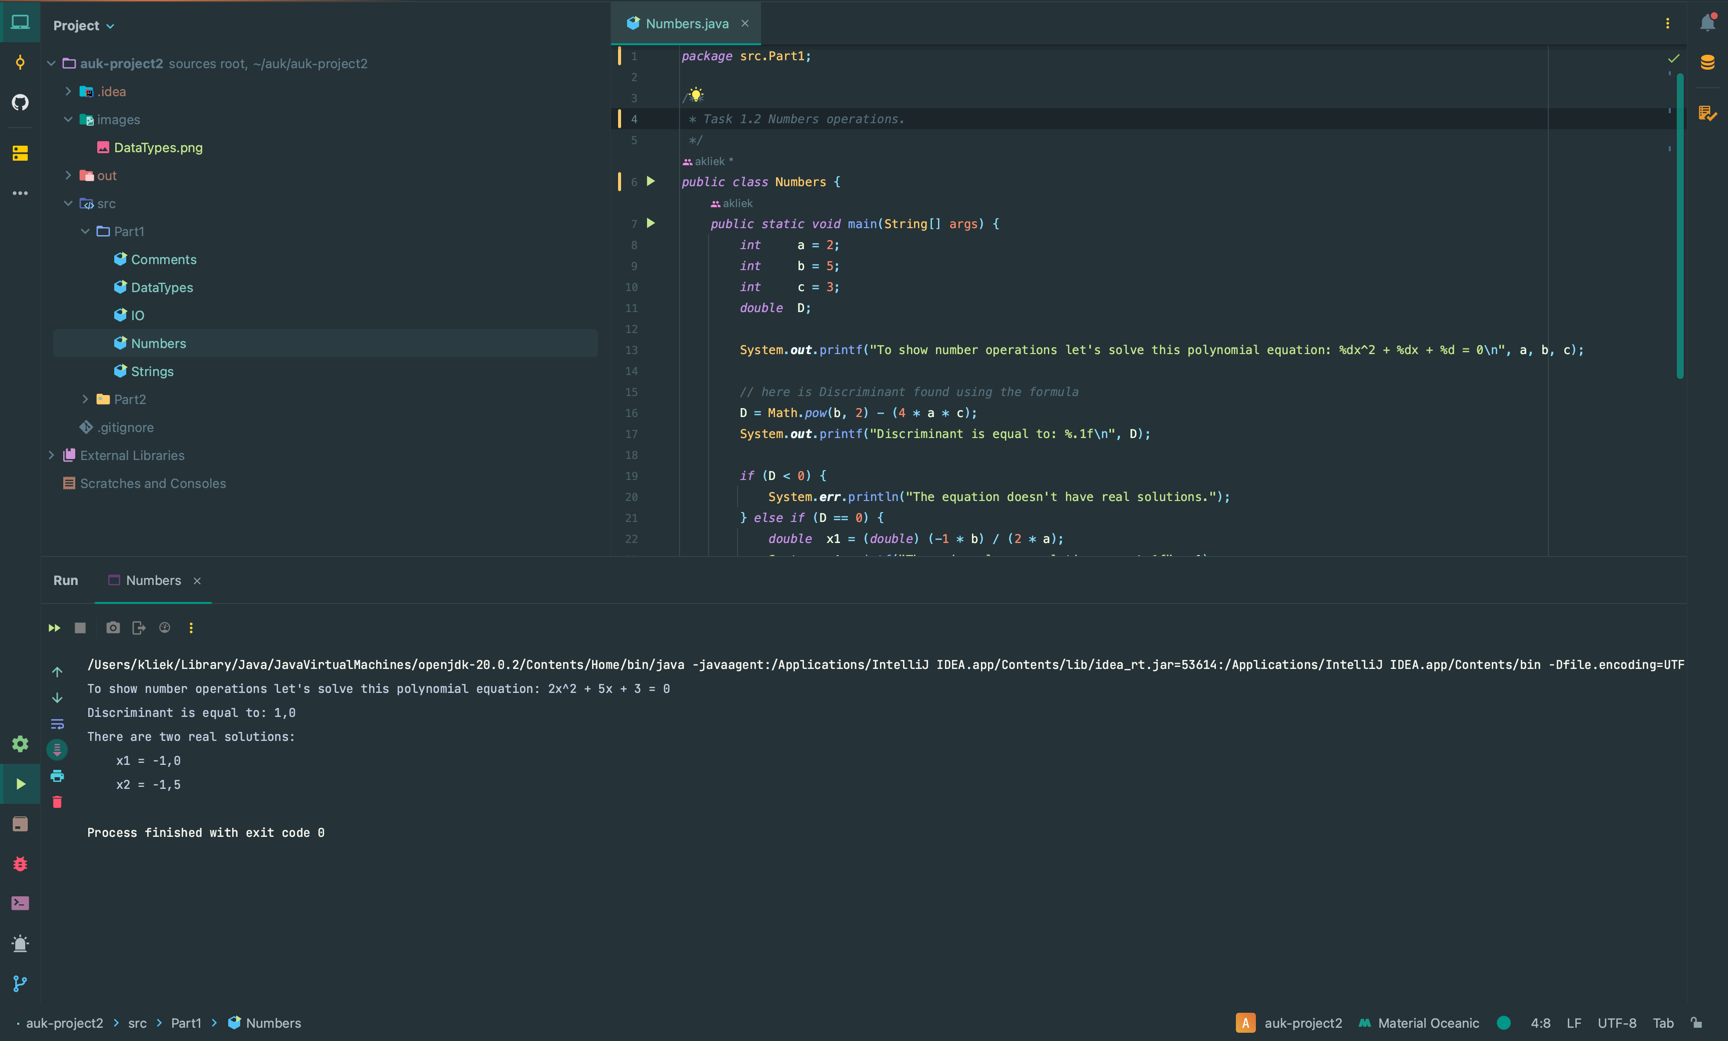 Project
auk-project2 sources root, ~/auk/auk-project2
.idea
images
DataTypes.png
out
src
Part1
Comments
DataTypes
IO
Numbers
Strings
Part2
.gitignore
External Libraries
Scratches and Consoles
Numbers.java
1 package src.Part1;
2
3 /**
4 * Task 1.2 Numbers operations.
5 */
akliek *
6 public class Numbers {
akliek
7 public static void main(String[] args) {
8 int a = 2;
9 int b = 5;
10 int c = 3;
11 double D;
12
13 System.out.printf("To show number operations let's solve this polynomial equation: %dx^2 + %dx + %d = 0\n", a, b, c);
14
15 // here is Discriminant found using the formula
16 D = Math.pow(b, 2) - (4 * a * c);
17 System.out.printf("Discriminant is equal to: %.1f\n", D);
18
19 if (D < 0) {
20 System.err.println("The equation doesn't have real solutions.");
21 } else if (D == 0) {
22 double x1 = (double) (-1 * b) / (2 * a);
Run Numbers
/Users/kliek/Library/Java/JavaVirtualMachines/openjdk-20.0.2/Contents/Home/bin/java -javaagent:/Applications/IntelliJ IDEA.app/Contents/lib/idea_rt.jar=53614:/Applications/IntelliJ IDEA.app/Contents/bin -Dfile.encoding=UTF
To show number operations let's solve this polynomial equation: 2x^2 + 5x + 3 = 0
Discriminant is equal to: 1,0
There are two real solutions:
x1 = -1,0
x2 = -1,5
Process finished with exit code 0
auk-project2 > src > Part1 > Numbers
A auk-project2 Material Oceanic 4:8 LF UTF-8 Tab